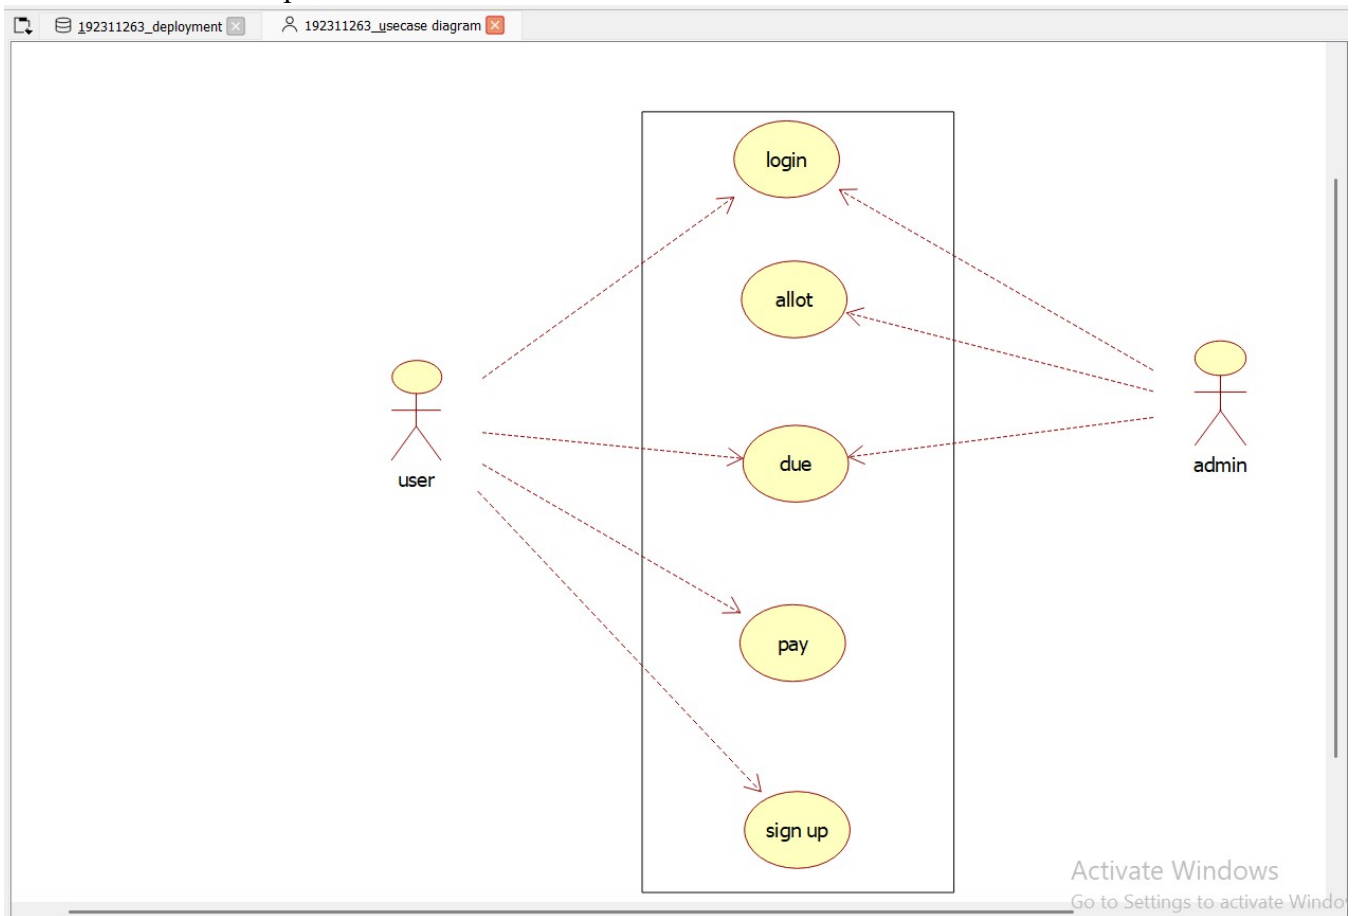 192311263_deployment
192311263_usecase diagram
login
allot
due
pay
sign up
user
admin
Activate Windows
Go to Settings to activate Windo